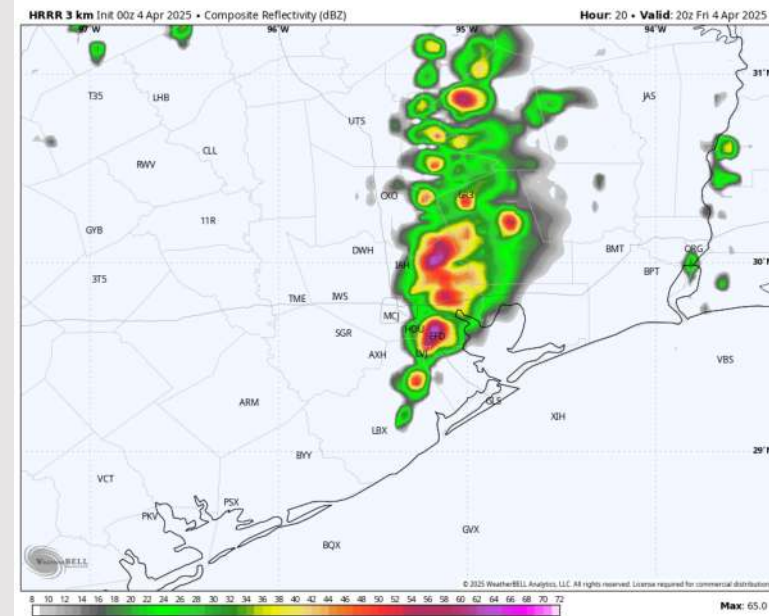 HRRR 3 km Init 00z 4 Apr 2025 • Composite Reflectivity (dBZ) Hour: 20 • Valid: 20z Fri 4 Apr 2025
97°W 96°W 95°W 94°W
31°N
T35 LHB JAS
UTS
CLL
RWV
CXO 6R3
11R
GYB
DWH BMT ORG
IAH 30°N
3T5 BPT
TME IWS
MCJ
SGR HOU EFD
AXH LVJ VBS
ARM GLS
XIH
LBX
BYY 29°N
VCT
PSX
PKV
GVX
BQX
WEATHERBELL
© 2025 WeatherBELL Analytics, LLC. All rights reserved. License required for commercial distribution.
8 10 12 14 16 18 20 22 24 26 28 30 32 34 36 38 40 42 44 46 48 50 52 54 56 58 60 62 64 66 68 70 72
Max: 65.0